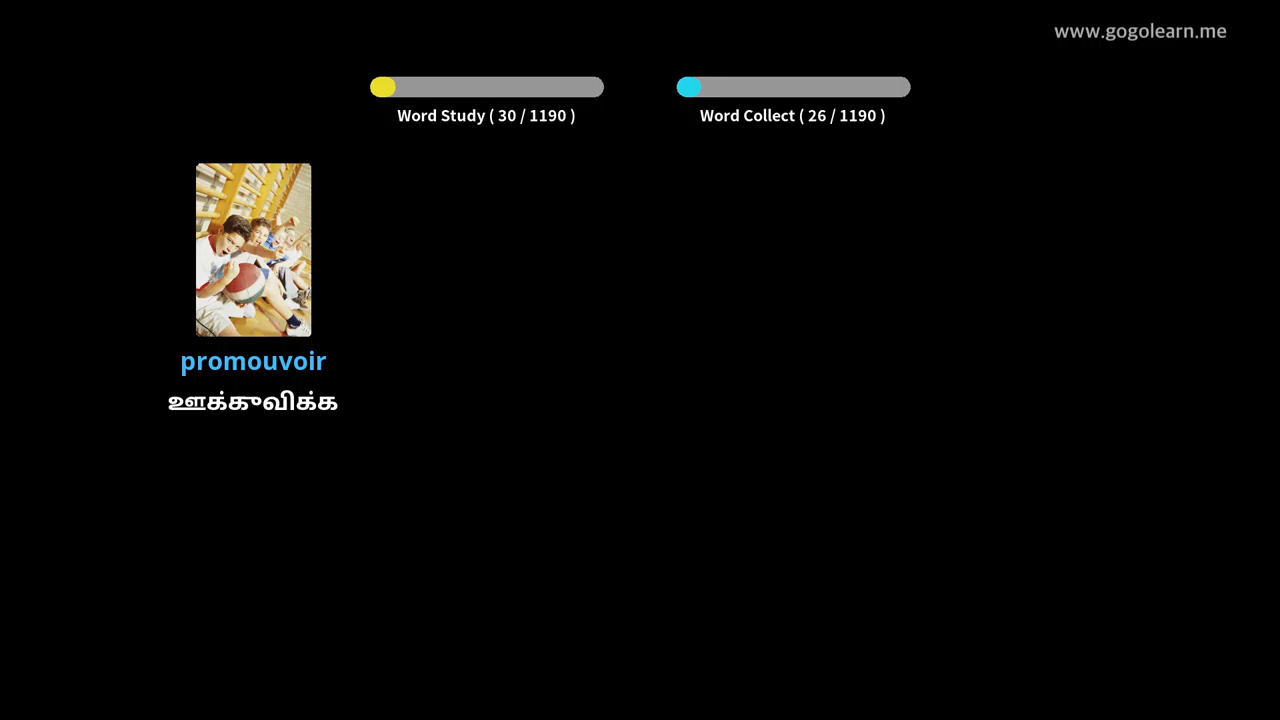 www.gogolearn.me
Word Study ( 30 / 1190 )
Word Collect ( 26 / 1190 )
promouvoir
ஊக்குவிக்க